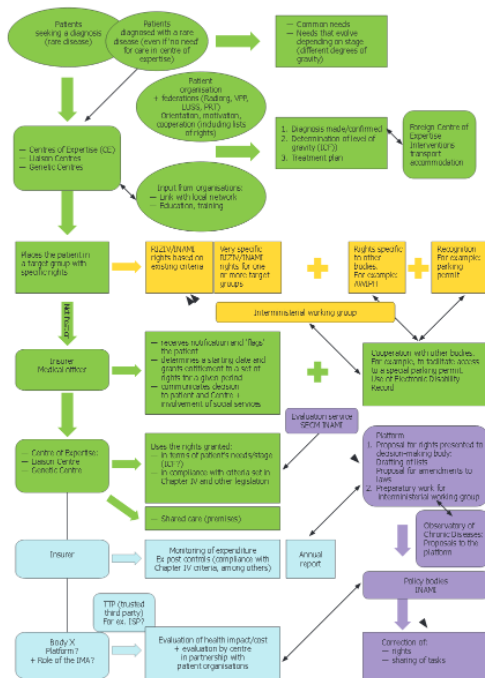 Patients
seeking a diagnosis
(rare disease)
Patients
diagnosed with a rare
disease (even if 'no need'
for care in centre of
expertise)
— Common needs
— Needs that evolve
depending on stage
(different degrees of
gravity)
Patient
organisation
+ federations (Radiorg, VPP,
LUSS, PRT)
Orientation, motivation,
cooperation (including lists
of rights)
— Centres of Expertise (CE)
— Liaison Centres
— Genetic Centres
1. Diagnosis made/confirmed
2. Determination of level of
gravity (ICF?)
3. Treatment plan
Foreign Centre of
Expertise
Interventions
transport
accommodation
Input from organisations:
— Link with local network
— Education, training
Places the patient in
a target group with
specific rights
RIZIV/INAMI
rights based on
existing criteria
Very specific
RIZIV/INAMI
rights for one
or more target
groups
Rights specific
to other
bodies.
For example:
AWIPH
Recognition
For example:
parking
permit
Interministerial working group
Insurer
Medical officer
— receives notification and 'flags'
the patient
— determines a starting date and
grants entitlement to a set of
rights for a given period
— communicates decision
to patient and Centre +
involvement of social services
Cooperation with other bodies.
For example, to facilitate access
to a special parking permit.
Use of Electronic Disability
Record
Evaluation service
SECM INAMI
— Centre of Expertise:
— Liaison Centre
— Genetic Centre
Uses the rights granted:
— in terms of patient's needs/stage
(ICF?)
— in compliance with criteria set in
Chapter IV and other legislation
Platform
1. Proposal for rights presented to
decision-making body:
Drafting of lists
Proposal for amendments to
laws
2. Preparatory work for
interministerial working group
— Shared care (premises)
Observatory of
Chronic Diseases:
Proposals to the
platform
Insurer
Monitoring of expenditure
Ex post controls (compliance with
Chapter IV criteria, among others)
Annual
report
Policy bodies
INAMI
TTP (trusted
third party)
For ex. ISP?
Body X
Platform?
+ Role of the IMA?
Evaluation of health impact/cost
+ evaluation by centre
in partnership with
patient organisations
Correction of:
— rights
— sharing of tasks